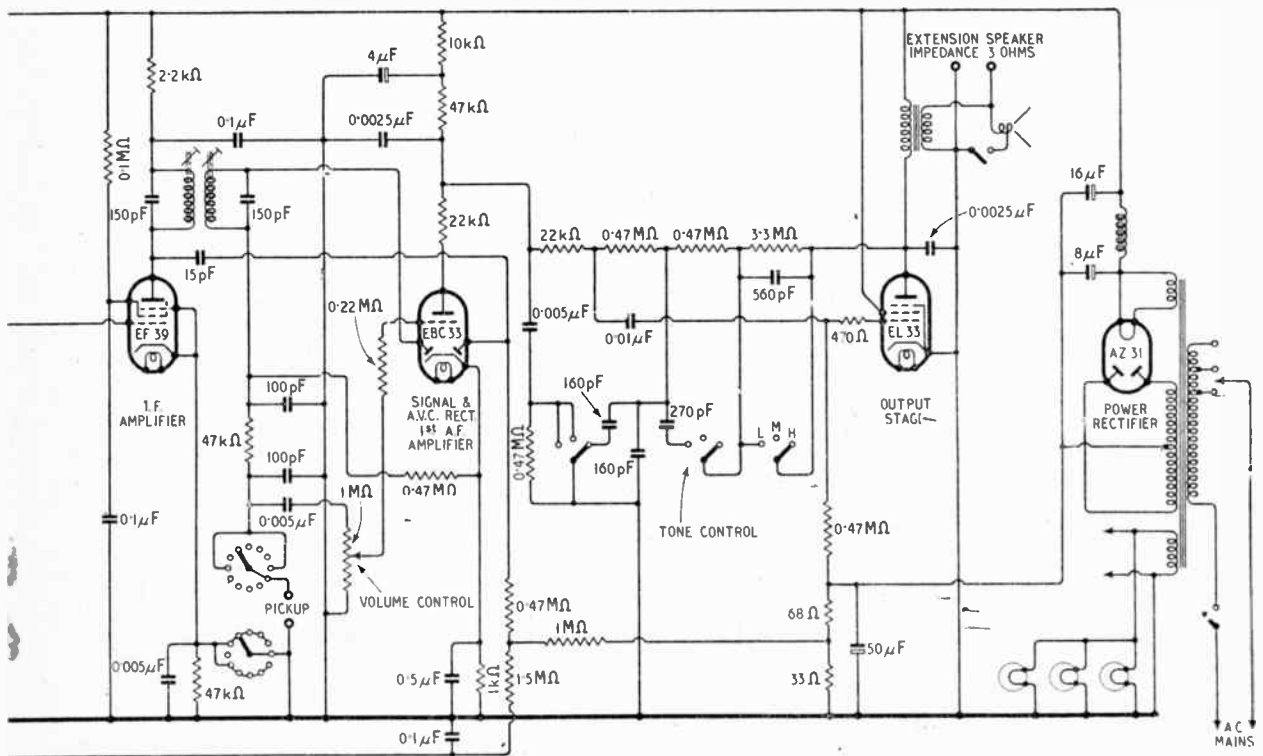 EXTENSION SPEAKER
IMPEDANCE 3 OHMS
10kΩ
4μF
2.2kΩ
47kΩ
0·1μF
0·0025μF
0·1MΩ
16μF
150pF
150pF
0·0025μF
22kΩ
22kΩ
0·47MΩ
0·47MΩ
3·3MΩ
8μF
15pF
560pF
0·22MΩ
0·005μF
0·01μF
470Ω
EF 39
EBC 33
EL 33
AZ 31
I.F.
AMPLIFIER
SIGNAL &
A.V.C. RECT.
1st A.F.
AMPLIFIER
OUTPUT
STAGE
POWER
RECTIFIER
100pF
160pF
270pF
L M H
47kΩ
0·47MΩ
160pF
100pF
1MΩ
0·47MΩ
0·005μF
TONE CONTROL
0·1μF
0·47MΩ
P
PICKUP
VOLUME CONTROL
0·47MΩ
68Ω
1MΩ
50μF
0·005μF
47kΩ
0·5μF
1kΩ
1·5MΩ
33Ω
0·1μF
AC
MAINS